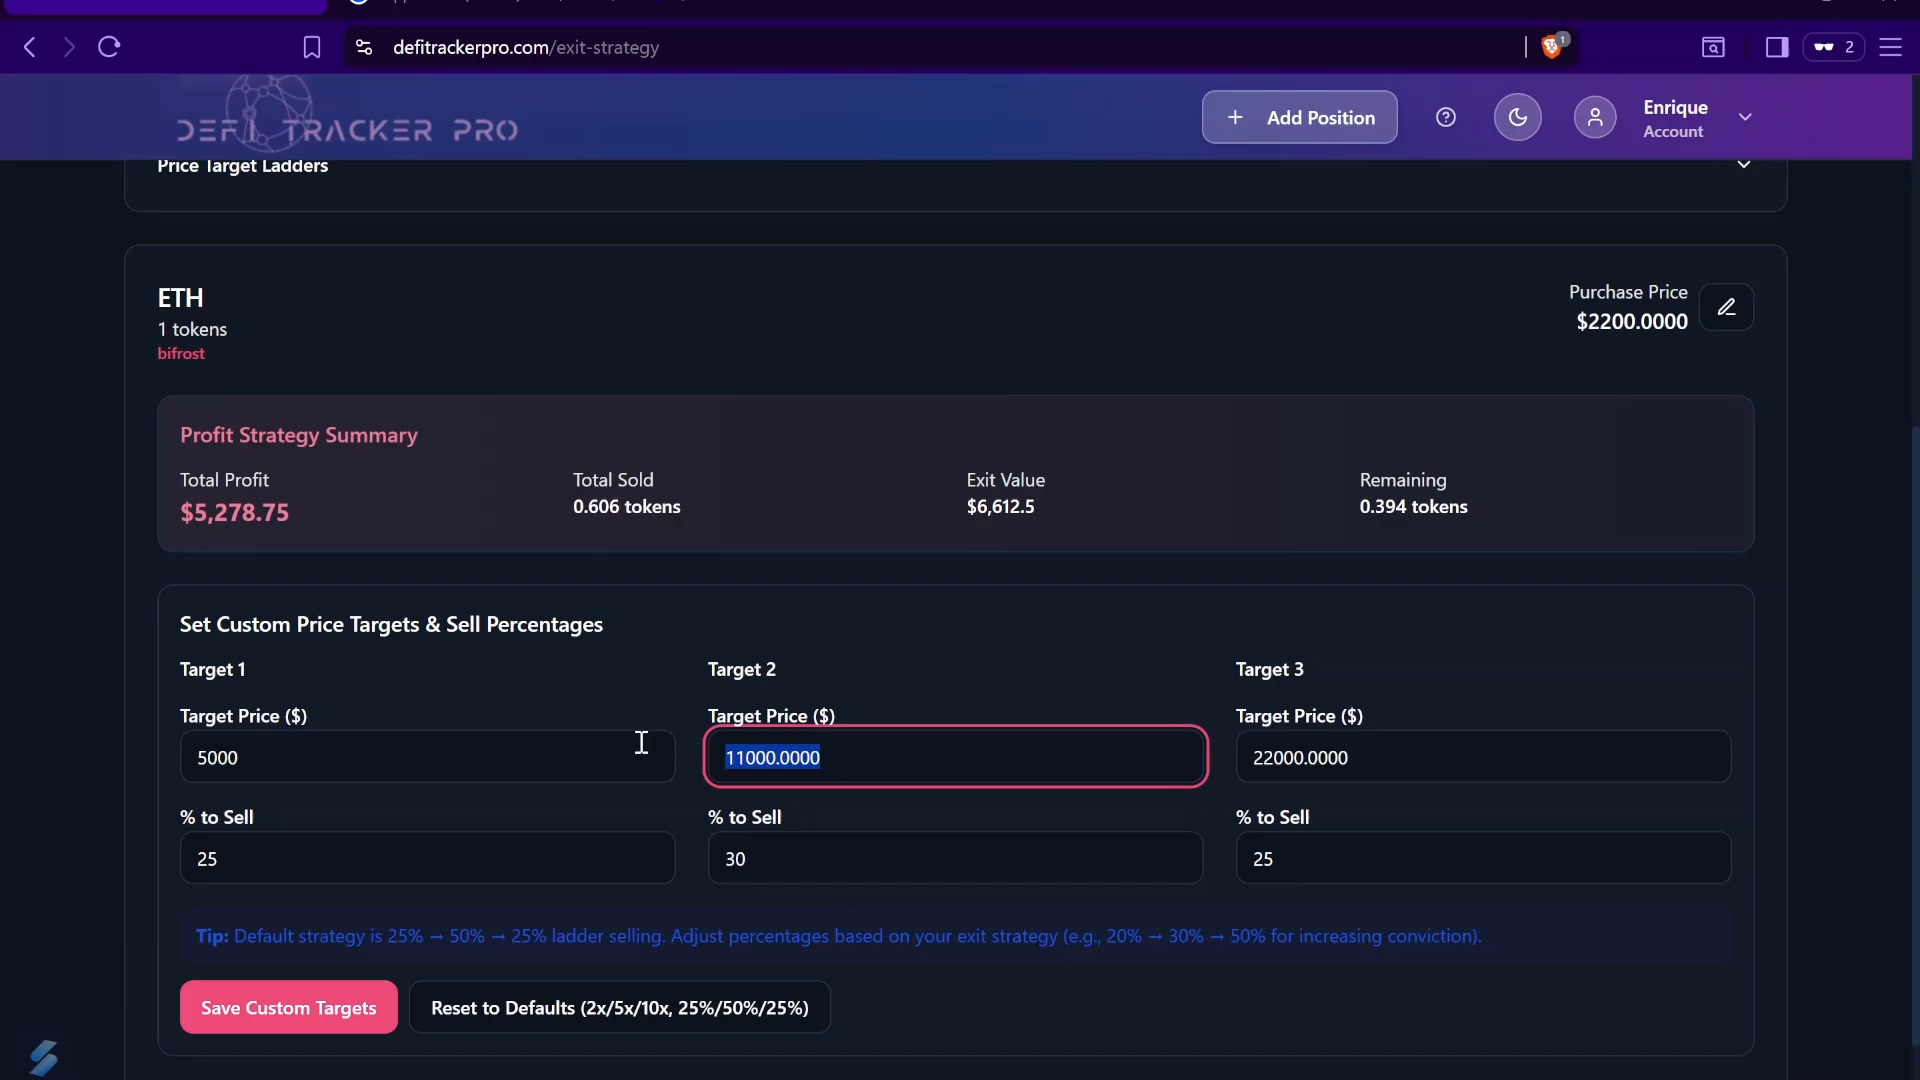 defitrackerpro.com/exit-strategy
1
2
DEFI TRACKER PRO
+ Add Position
Enrique
Account
Price Target Ladders
ETH
1 tokens
bifrost
Purchase Price
$2200.0000
Profit Strategy Summary
Total Profit
$5,278.75
Total Sold
0.606 tokens
Exit Value
$6,612.5
Remaining
0.394 tokens
Set Custom Price Targets & Sell Percentages
Target 1
Target Price ($)
5000
% to Sell
25
Target 2
Target Price ($)
11000.0000
% to Sell
30
Target 3
Target Price ($)
22000.0000
% to Sell
25
Tip: Default strategy is 25% → 50% → 25% ladder selling. Adjust percentages based on your exit strategy (e.g., 20% → 30% → 50% for increasing conviction).
Save Custom Targets
Reset to Defaults (2x/5x/10x, 25%/50%/25%)